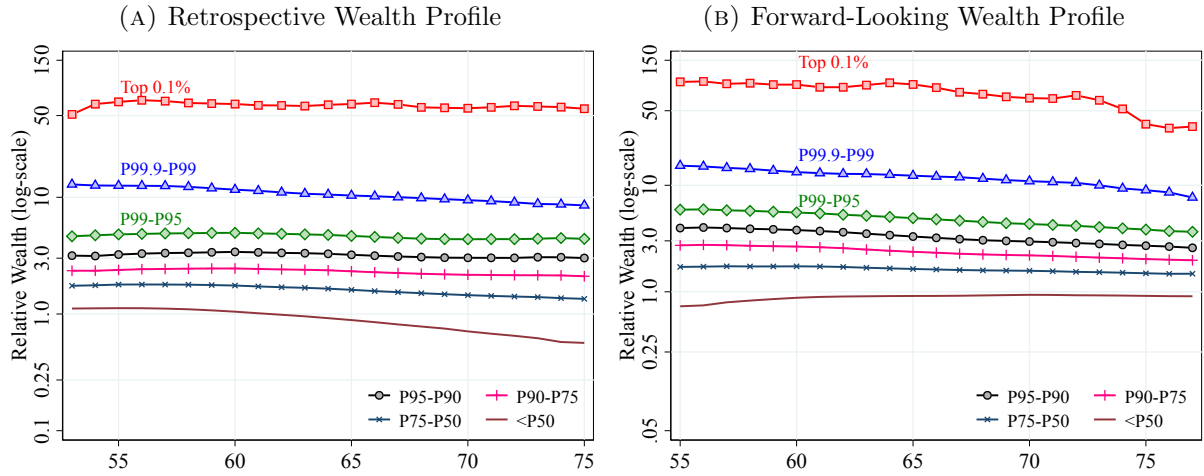 (A) Retrospective Wealth Profile
Relative Wealth (log-scale)
150
50
10.0
3.0
1.0
0.25
0.1
Top 0.1%
P99.9-P99
P99-P95
P95-P90
P90-P75
P75-P50
<P50
55
60
65
70
75
(B) Forward-Looking Wealth Profile
Relative Wealth (log-scale)
150
50
10.0
3.0
1.0
0.25
.05
Top 0.1%
P99.9-P99
P99-P95
P95-P90
P90-P75
P75-P50
<P50
55
60
65
70
75